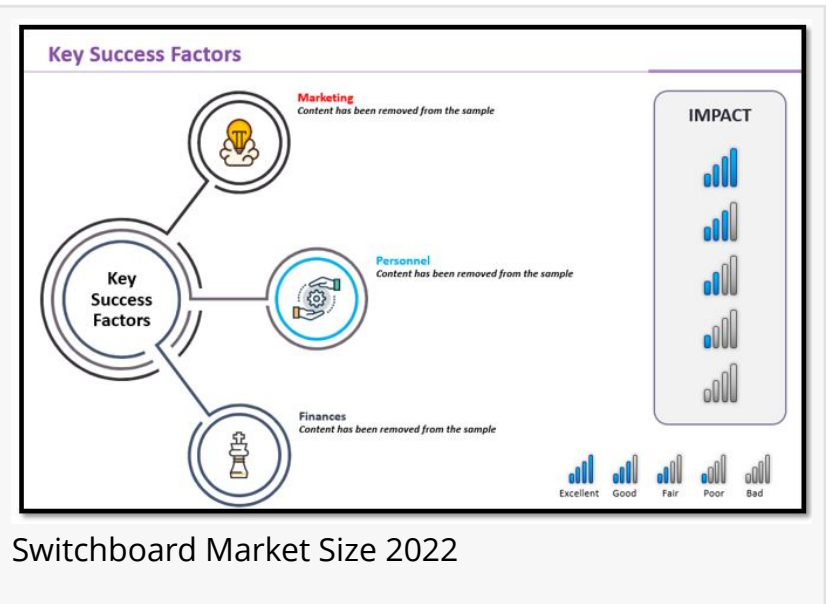 Key Success Factors
Marketing
Content has been removed from the sample
IMPACT
Key
Success
Factors
Personnel
Content has been removed from the sample
Finances
Content has been removed from the sample
Excellent Good Fair Poor Bad
Switchboard Market Size 2022